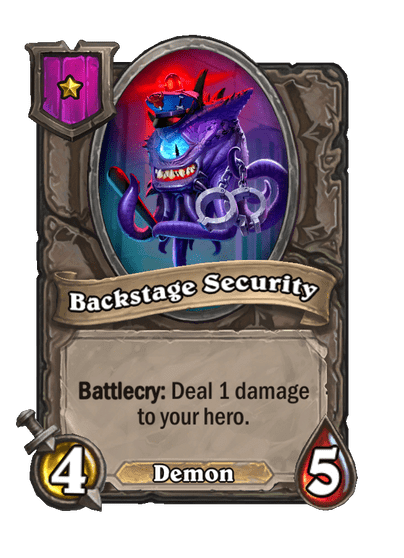 Backstage Security
Battlecry: Deal 1 damage
to your hero.
4
Demon
5